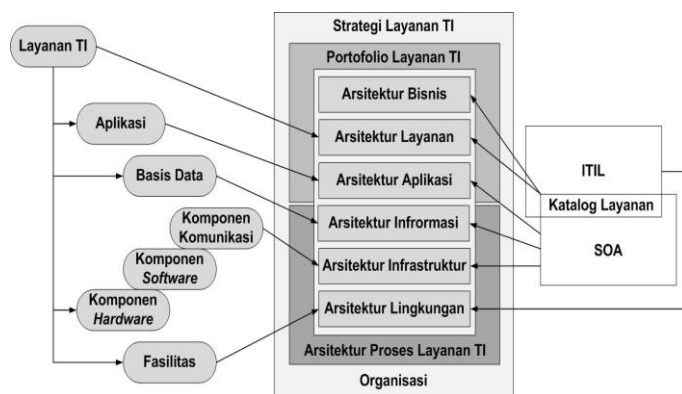 Strategi Layanan TI
Layanan TI
Portofolio Layanan TI
Arsitektur Bisnis
Aplikasi
Arsitektur Layanan
ITIL
Basis Data
Arsitektur Aplikasi
Katalog Layanan
Komponen
Komunikasi
Arsitektur Infrormasi
SOA
Komponen
Software
Arsitektur Infrastruktur
Komponen
Hardware
Arsitektur Lingkungan
Fasilitas
Arsitektur Proses Layanan TI
Organisasi